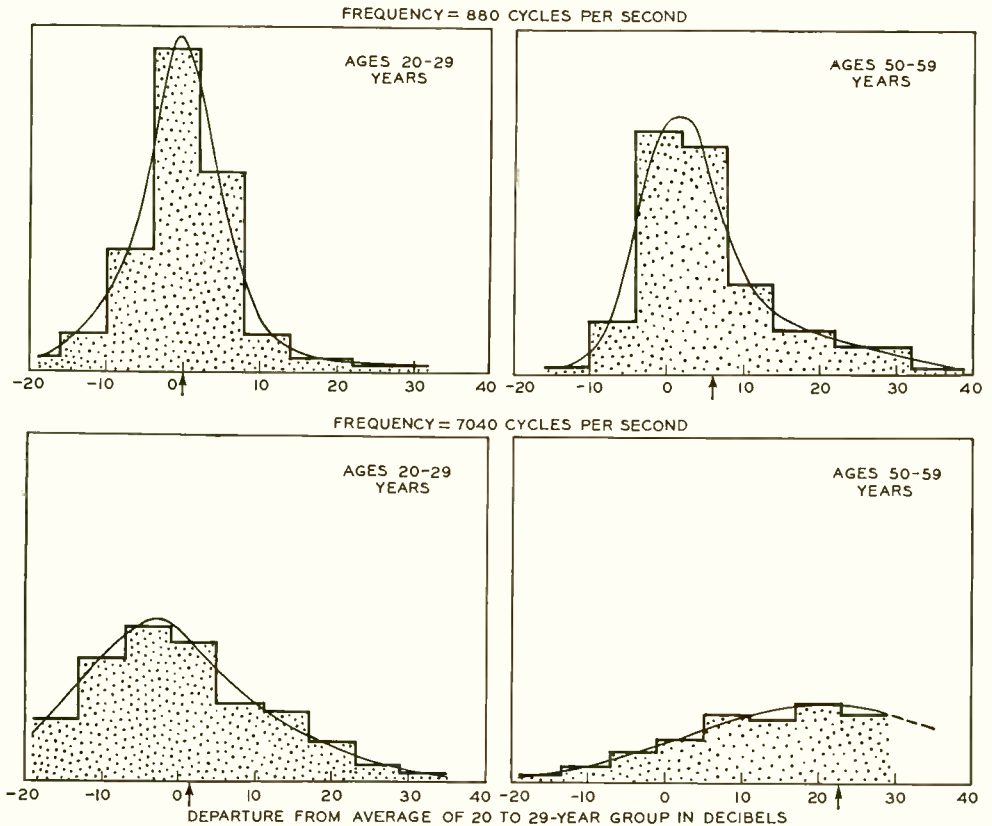 FREQUENCY = 880 CYCLES PER SECOND
AGES 20-29
YEARS
AGES 50-59
YEARS
-20 -10 0 10 20 30 40
-20 -10 0 10 20 30 40
FREQUENCY = 7040 CYCLES PER SECOND
AGES 20-29
YEARS
AGES 50-59
YEARS
-20 -10 0 10 20 30 40
-20 -10 0 10 20 30 40
DEPARTURE FROM AVERAGE OF 20 TO 29-YEAR GROUP IN DECIBELS